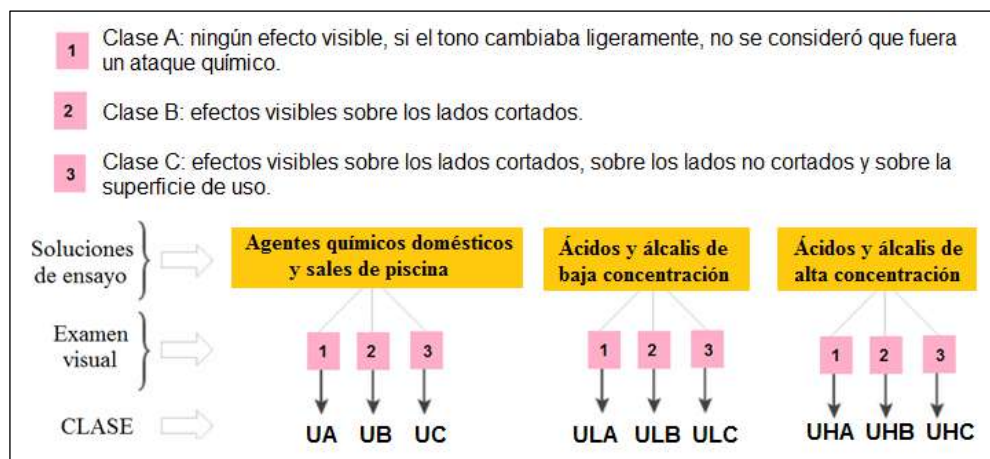 1 Clase A: ningún efecto visible, si el tono cambiaba ligeramente, no se consideró que fuera
un ataque químico.
2 Clase B: efectos visibles sobre los lados cortados.
3 Clase C: efectos visibles sobre los lados cortados, sobre los lados no cortados y sobre la
superficie de uso.
Soluciones
de ensayo
Agentes químicos domésticos
y sales de piscina
Ácidos y álcalis de
baja concentración
Ácidos y álcalis de
alta concentración
Examen
visual
1 2 3
1 2 3
1 2 3
CLASE
UA UB UC
ULA ULB ULC
UHA UHB UHC